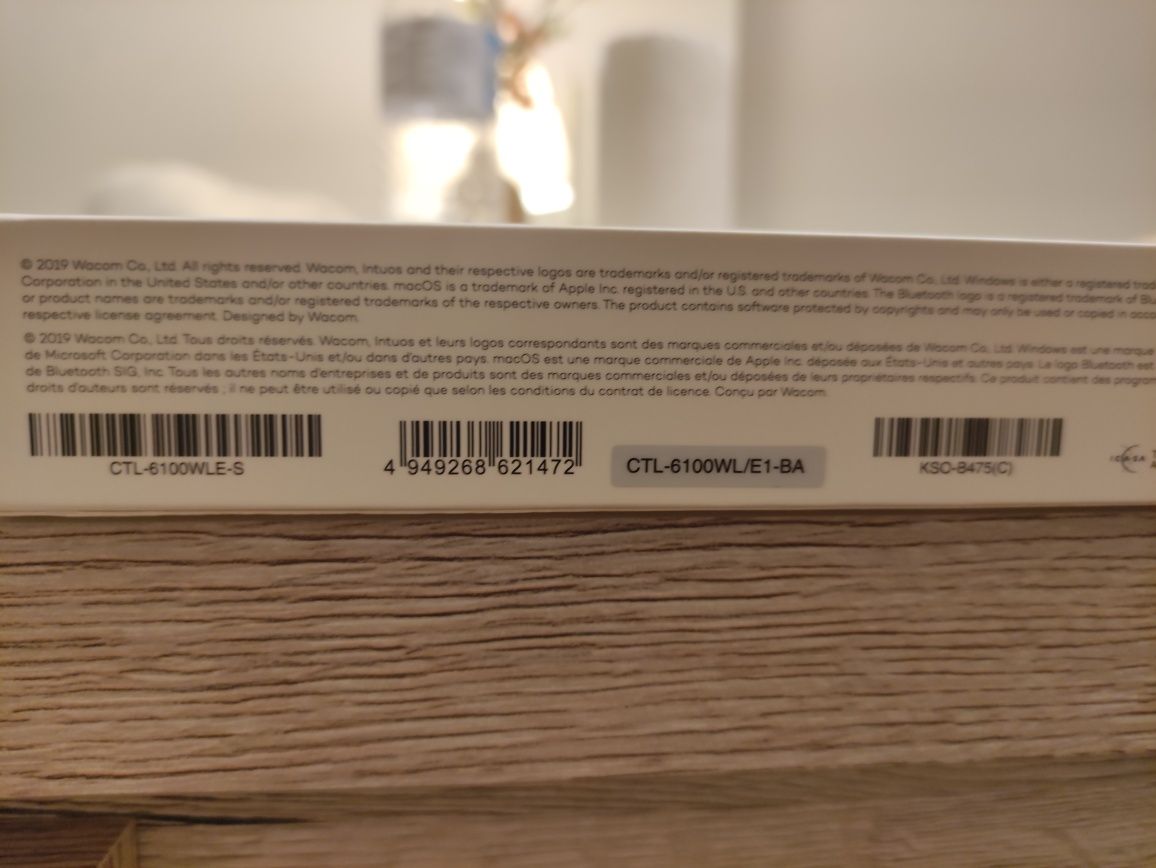 © 2019 Wacom Co., Ltd. All rights reserved. Wacom, Intuos and their respective logos are trademarks and/or registered trademarks of Wacom Co., Ltd. Windows is either a registered trad
Corporation in the United States and/or other countries. macOS is a trademark of Apple Inc. registered in the U.S. and other countries. The Bluetooth logo is a registered trademark of Bl
or product names are trademarks and/or registered trademarks of the respective owners. The product contains software protected by copyrights and may only be used or copied in acco
respective license agreement. Designed by Wacom.
© 2019 Wacom Co., Ltd. Tous droits réservés. Wacom, Intuos et leurs logos correspondants sont des marques commerciales et/ou déposées de Wacom Co., Ltd. Windows est une marque
de Microsoft Corporation dans les États-Unis et/ou dans d'autres pays. macOS est une marque commerciale de Apple Inc. déposée aux États-Unis et autres pays. Le logo Bluetooth est
de Bluetooth SIG, Inc. Tous les autres noms d'entreprises et de produits sont des marques commerciales et/ou déposées de leurs propriétaires respectifs. Ce produit contient des program
droits d'auteurs sont réservés ; il ne peut être utilisé ou copié que selon les conditions du contrat de licence. Conçu par Wacom.
CTL-6100WLE-S
4 949268 621472
CTL-6100WL/E1-BA
KSO-B475(C)
ICASA